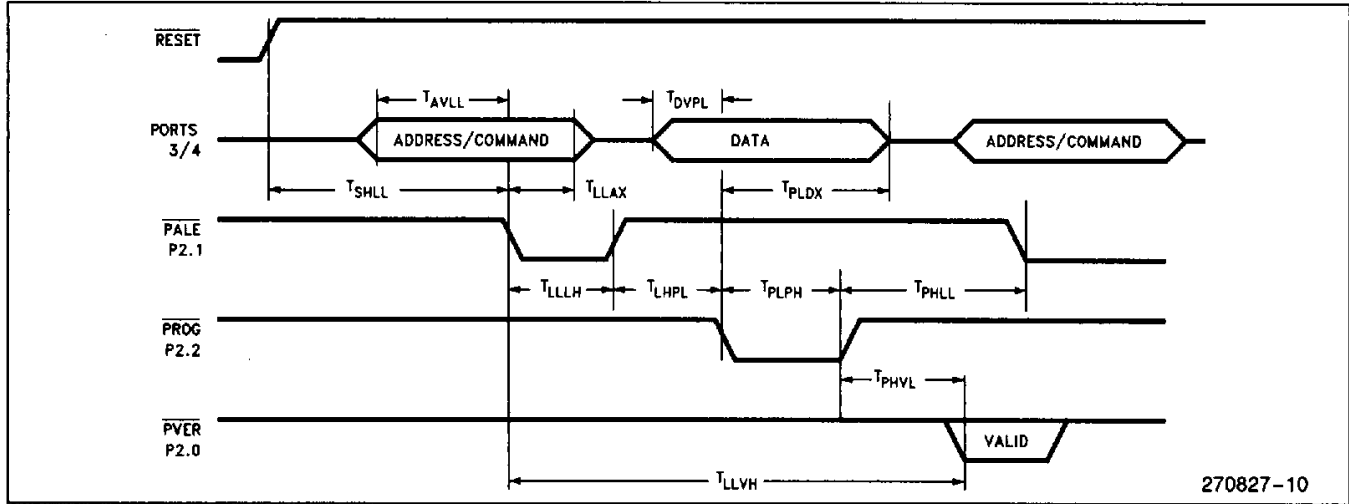 RESET
PORTS
3/4
T_AVLL
T_DVPL
ADDRESS/COMMAND
DATA
ADDRESS/COMMAND
T_SHLL
T_LLAX
T_PLDX
PALE
P2.1
T_LLLH
T_LHPL
T_PLPH
T_PHLL
PROG
P2.2
T_PHVL
PVER
P2.0
VALID
T_LLVH
270827-10